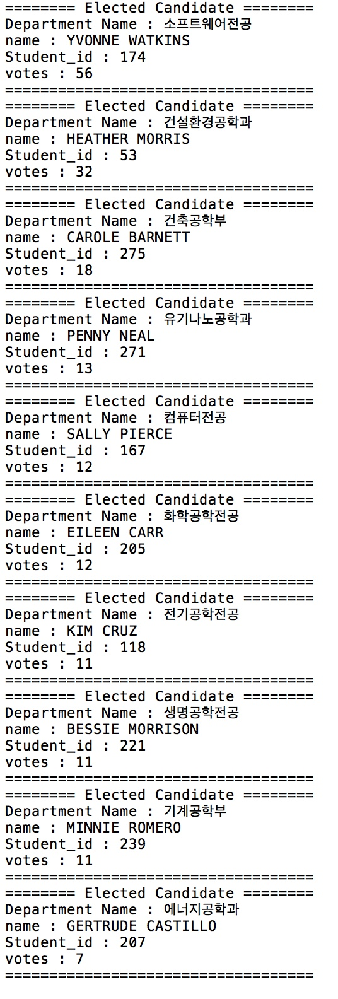 ======== Elected Candidate ========
Department Name : 소프트웨어전공
name : YVONNE WATKINS
Student_id : 174
votes : 56
===================================
======== Elected Candidate ========
Department Name : 건설환경공학과
name : HEATHER MORRIS
Student_id : 53
votes : 32
===================================
======== Elected Candidate ========
Department Name : 건축공학부
name : CAROLE BARNETT
Student_id : 275
votes : 18
===================================
======== Elected Candidate ========
Department Name : 유기나노공학과
name : PENNY NEAL
Student_id : 271
votes : 13
===================================
======== Elected Candidate ========
Department Name : 컴퓨터전공
name : SALLY PIERCE
Student_id : 167
votes : 12
===================================
======== Elected Candidate ========
Department Name : 화학공학전공
name : EILEEN CARR
Student_id : 205
votes : 12
===================================
======== Elected Candidate ========
Department Name : 전기공학전공
name : KIM CRUZ
Student_id : 118
votes : 11
===================================
======== Elected Candidate ========
Department Name : 생명공학전공
name : BESSIE MORRISON
Student_id : 221
votes : 11
===================================
======== Elected Candidate ========
Department Name : 기계공학부
name : MINNIE ROMERO
Student_id : 239
votes : 11
===================================
======== Elected Candidate ========
Department Name : 에너지공학과
name : GERTRUDE CASTILLO
Student_id : 207
votes : 7
===================================